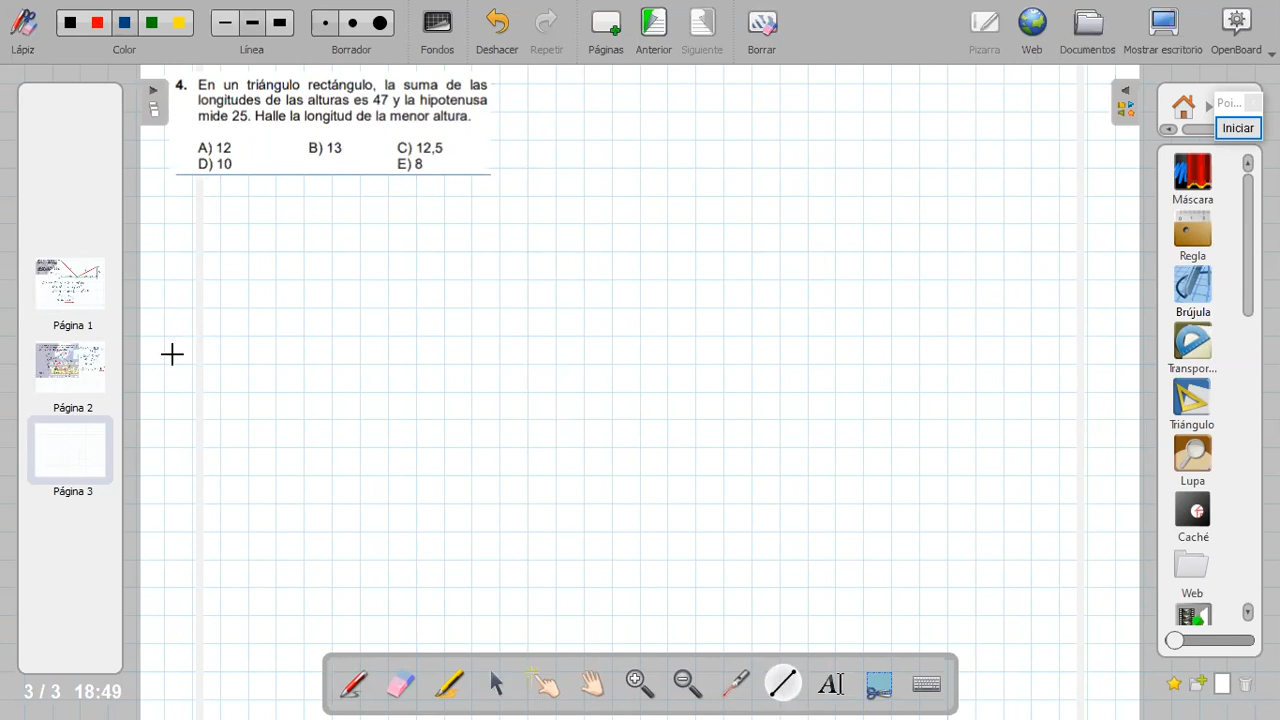 Lápiz
Color
Línea
Borrador
Fondos
Deshacer
Repetir
Páginas
Anterior
Siguiente
Borrar
Pizarra
Web
Documentos
Mostrar escritorio
OpenBoard
4. En un triángulo rectángulo, la suma de las
longitudes de las alturas es 47 y la hipotenusa
mide 25. Halle la longitud de la menor altura.
A) 12 B) 13 C) 12,5
D) 10 E) 8
Página 1
Página 2
Página 3
3 / 3 18:49
Poi...
Iniciar
Máscara
Regla
Brújula
Transpor...
Triángulo
Lupa
Caché
Web